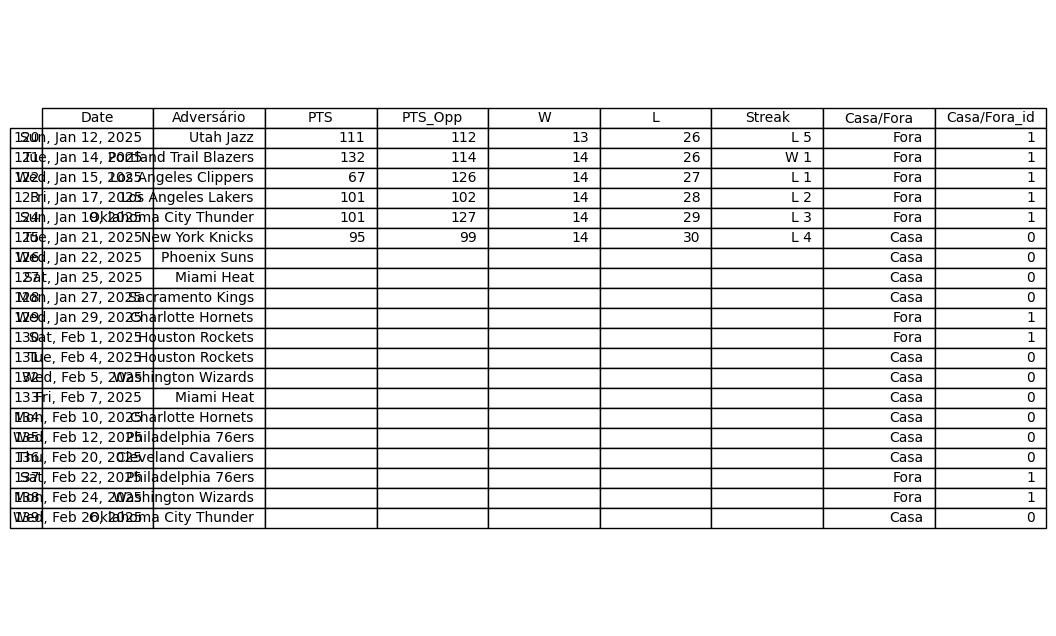 Date Adversário PTS PTS_Opp W L Streak Casa/Fora Casa/Fora_id
120 Sun, Jan 12, 2025 Utah Jazz 111 112 13 26 L 5 Fora 1
121 Tue, Jan 14, 2025 Portland Trail Blazers 132 114 14 26 W 1 Fora 1
122 Wed, Jan 15, 2025 Los Angeles Clippers 67 126 14 27 L 1 Fora 1
123 Fri, Jan 17, 2025 Los Angeles Lakers 101 102 14 28 L 2 Fora 1
124 Sun, Jan 19, 2025 Oklahoma City Thunder 101 127 14 29 L 3 Fora 1
125 Tue, Jan 21, 2025 New York Knicks 95 99 14 30 L 4 Casa 0
126 Wed, Jan 22, 2025 Phoenix Suns Casa 0
127 Sat, Jan 25, 2025 Miami Heat Casa 0
128 Mon, Jan 27, 2025 Sacramento Kings Casa 0
129 Wed, Jan 29, 2025 Charlotte Hornets Fora 1
130 Sat, Feb 1, 2025 Houston Rockets Fora 1
131 Tue, Feb 4, 2025 Houston Rockets Casa 0
132 Wed, Feb 5, 2025 Washington Wizards Casa 0
133 Fri, Feb 7, 2025 Miami Heat Casa 0
134 Mon, Feb 10, 2025 Charlotte Hornets Casa 0
135 Wed, Feb 12, 2025 Philadelphia 76ers Casa 0
136 Thu, Feb 20, 2025 Cleveland Cavaliers Casa 0
137 Sat, Feb 22, 2025 Philadelphia 76ers Fora 1
138 Mon, Feb 24, 2025 Washington Wizards Fora 1
139 Wed, Feb 26, 2025 Oklahoma City Thunder Casa 0